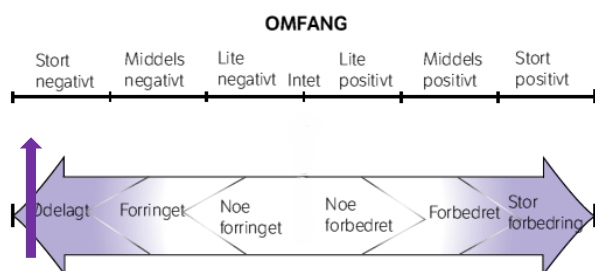 OMFANG
Stort negativt
Middels negativt
Lite negativt
Intet
Lite positivt
Middels positivt
Stort positivt
Ødelagt
Forringet
Noe forringet
Noe forbedret
Forbedret
Stor forbedring